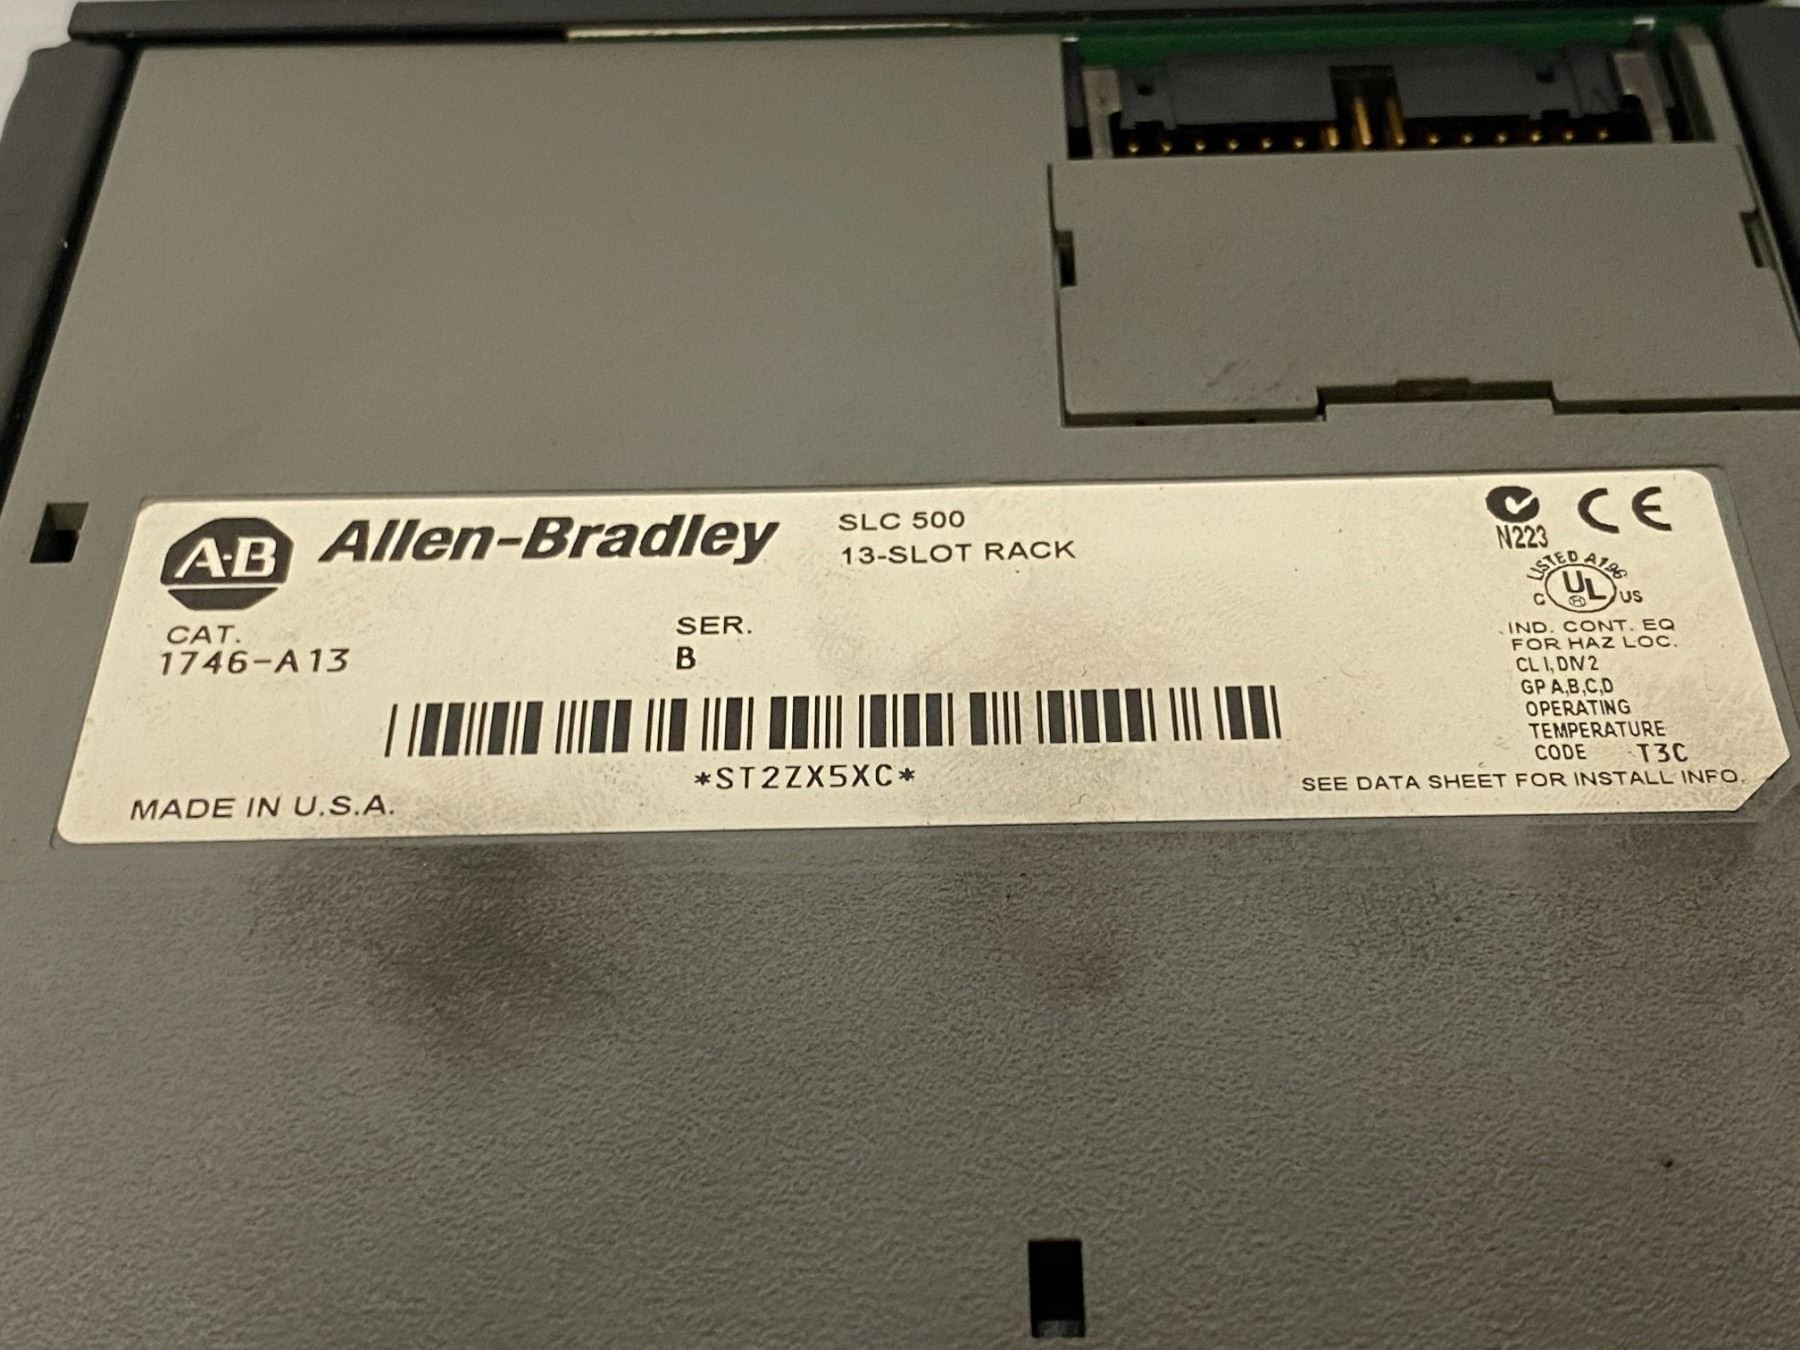 A-B Allen-Bradley
SLC 500
13-SLOT RACK
CAT.
1746-A13
SER.
B
*ST2ZX5XC*
MADE IN U.S.A.
N223
CE
LISTED A196
C UL US
IND. CONT. EQ
FOR HAZ LOC.
CL I, DIV 2
GP A,B,C,D
OPERATING
TEMPERATURE
CODE T3C
SEE DATA SHEET FOR INSTALL INFO.